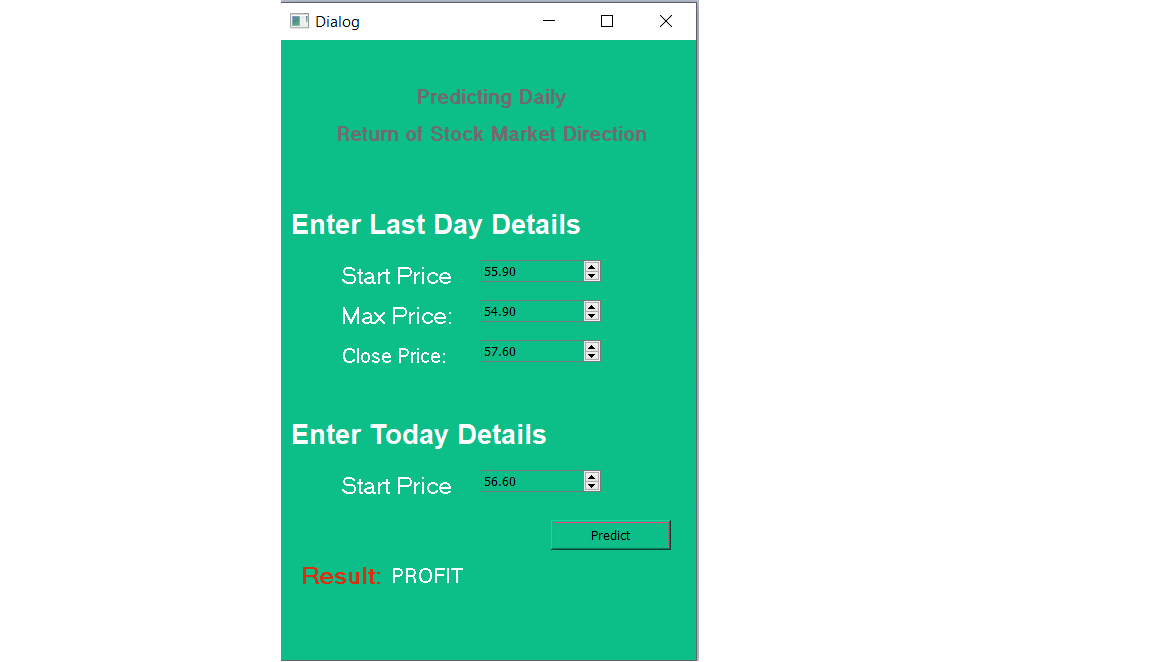 Dialog
Predicting Daily
Return of Stock Market Direction
Enter Last Day Details
Start Price 55.90
Max Price: 54.90
Close Price: 57.60
Enter Today Details
Start Price 56.60
Predict
Result: PROFIT